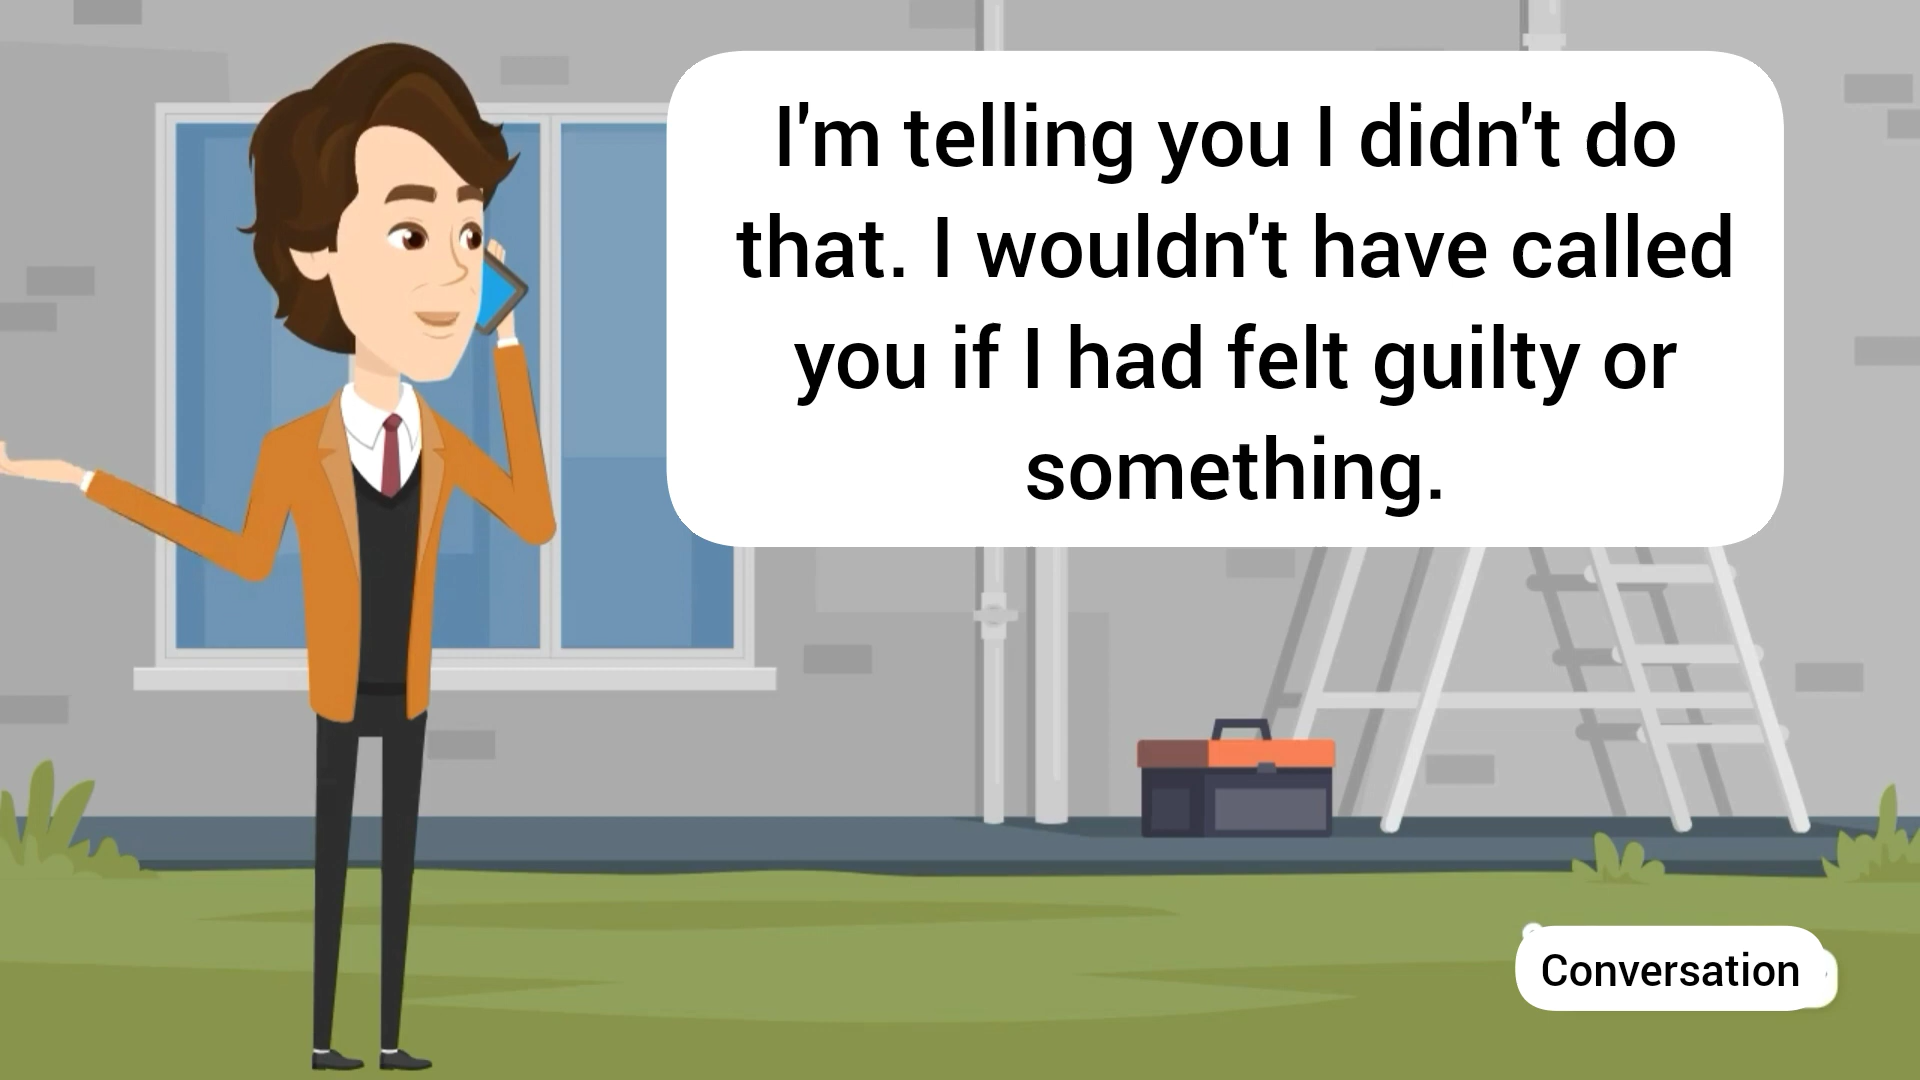 I'm telling you I didn't do
that. I wouldn't have called
you if I had felt guilty or
something.
Conversation